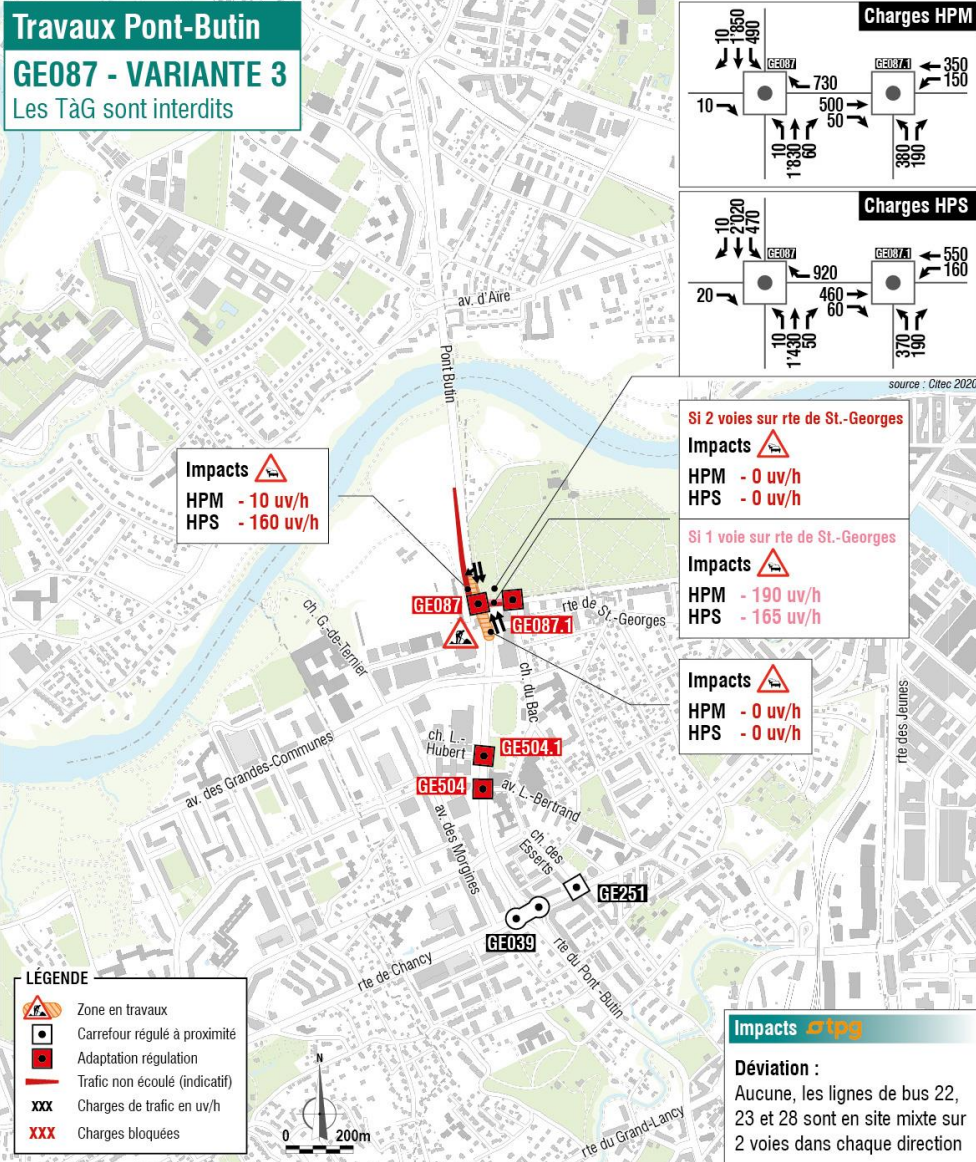 Travaux Pont-Butin
GE087 - VARIANTE 3
Les TàG sont interdits
Charges HPM
10
1'850
490
GE087
730
10
10
1'830
60
GE087.1
350
150
500
50
380
190
Charges HPS
10
2'020
470
GE087
920
20
10
1'430
50
GE087.1
550
160
460
60
370
190
source : Citec 2020
av. d'Aïre
Pont Butin
Impacts
HPM - 10 uv/h
HPS - 160 uv/h
Si 2 voies sur rte de St.-Georges
Impacts
HPM - 0 uv/h
HPS - 0 uv/h
Si 1 voie sur rte de St.-Georges
Impacts
HPM - 190 uv/h
HPS - 165 uv/h
Impacts
HPM - 0 uv/h
HPS - 0 uv/h
GE087
GE087.1
rte de St.-Georges
ch. G.-de-Ternier
ch. du Bac
rte des Jeunes
av. des Grandes-Communes
ch. L.-
Hubert
GE504.1
GE504
av. L.-Bertrand
av. des Morgines
ch. des
Esserts
GE251
GE039
rte de Chancy
rte du Pont-Butin
rte du Grand-Lancy
LÉGENDE
Zone en travaux
Carrefour régulé à proximité
Adaptation régulation
Trafic non écoulé (indicatif)
XXX Charges de trafic en uv/h
XXX Charges bloquées
N
0 200m
Impacts tpg
Déviation :
Aucune, les lignes de bus 22,
23 et 28 sont en site mixte sur
2 voies dans chaque direction